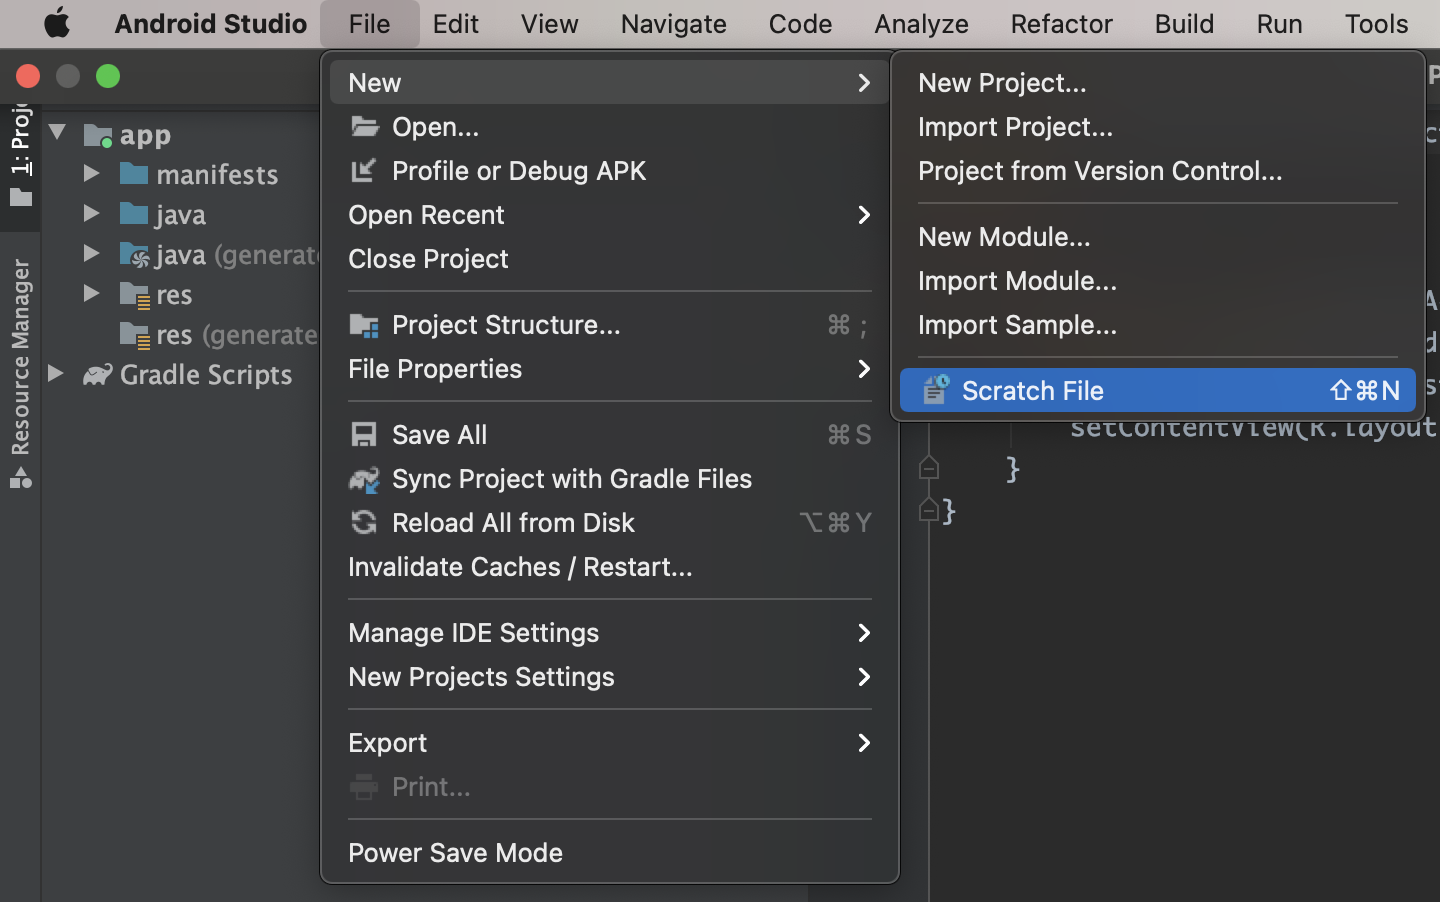 Android Studio File Edit View Navigate Code Analyze Refactor Build Run Tools
1: Proje
Resource Manager
app
manifests
java
java (generate
res
res (generate
Gradle Scripts
New
Open...
Profile or Debug APK
Open Recent
Close Project
Project Structure... ⌘ ;
File Properties
Save All ⌘S
Sync Project with Gradle Files
Reload All from Disk ⌥⌘Y
Invalidate Caches / Restart...
Manage IDE Settings
New Projects Settings
Export
Print...
Power Save Mode
New Project...
Import Project...
Project from Version Control...
New Module...
Import Module...
Import Sample...
Scratch File ⇧⌘N
setContentView(R.layout
}
}